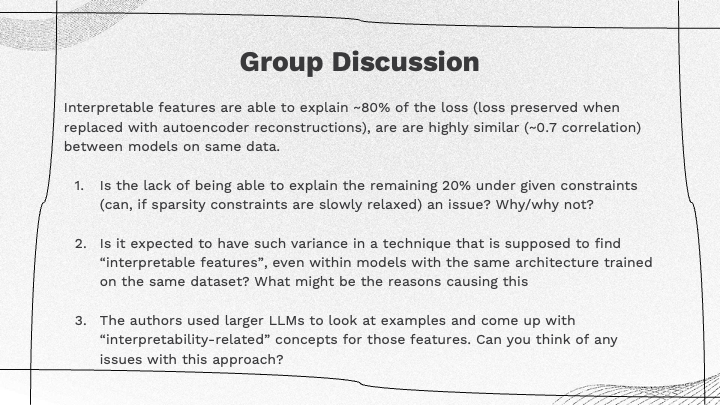 Group Discussion
Interpretable features are able to explain ~80% of the loss (loss preserved when
replaced with autoencoder reconstructions), are are highly similar (~0.7 correlation)
between models on same data.
1. Is the lack of being able to explain the remaining 20% under given constraints
(can, if sparsity constraints are slowly relaxed) an issue? Why/why not?
2. Is it expected to have such variance in a technique that is supposed to find
“interpretable features”, even within models with the same architecture trained
on the same dataset? What might be the reasons causing this
3. The authors used larger LLMs to look at examples and come up with
“interpretability-related” concepts for those features. Can you think of any
issues with this approach?